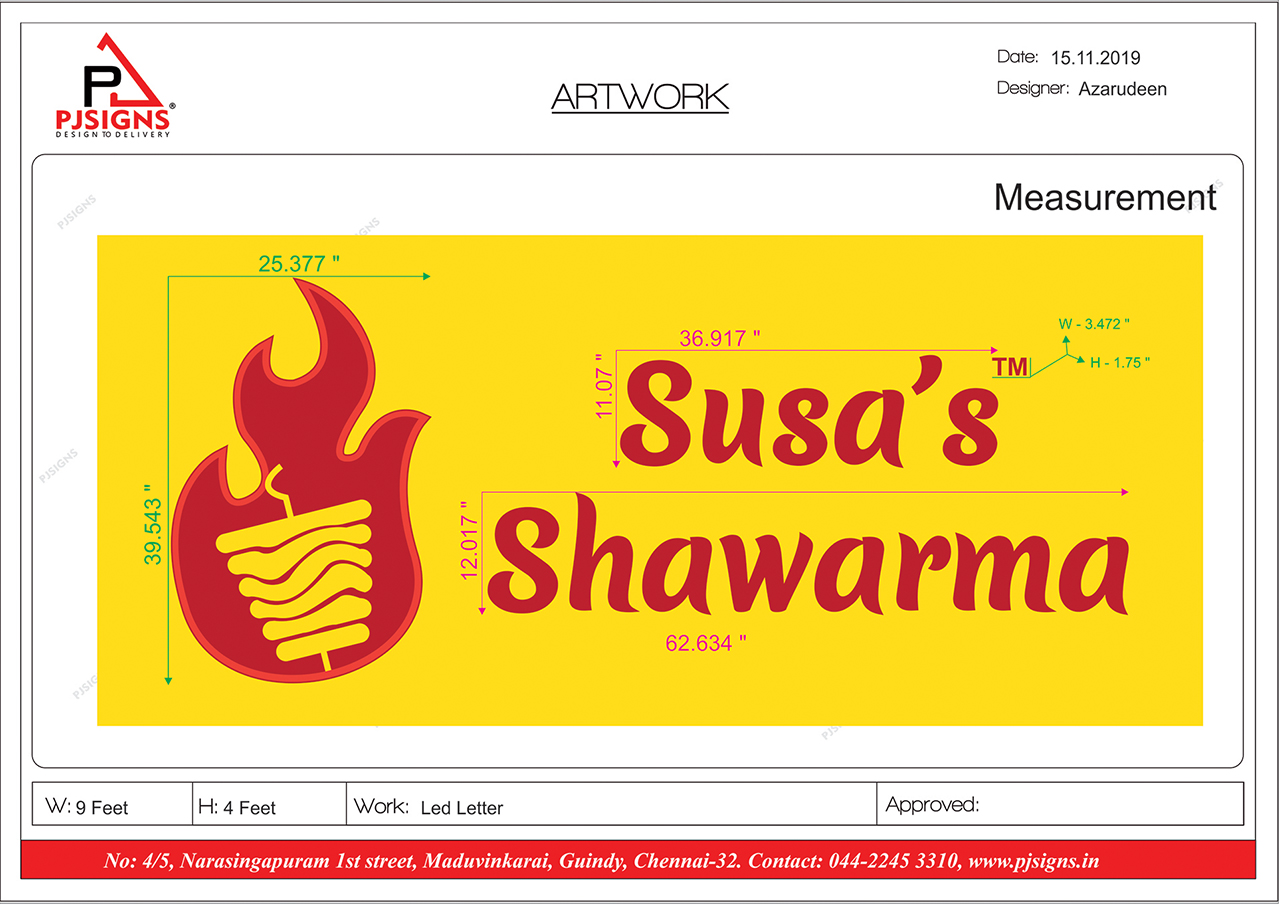 PJ
PJSIGNS®
DESIGN TO DELIVERY
ARTWORK
Date: 15.11.2019
Designer: Azarudeen
Measurement
PJSIGNS
PJSIGNS
25.377 "
39.543 "
36.917 "
11.07 "
W - 3.472 "
H - 1.75 "
TM
Susa's
12.017 "
Shawarma
62.634 "
PJSIGNS
W: 9 Feet
H: 4 Feet
Work: Led Letter
Approved:
No: 4/5, Narasingapuram 1st street, Maduvinkarai, Guindy, Chennai-32. Contact: 044-2245 3310, www.pjsigns.in